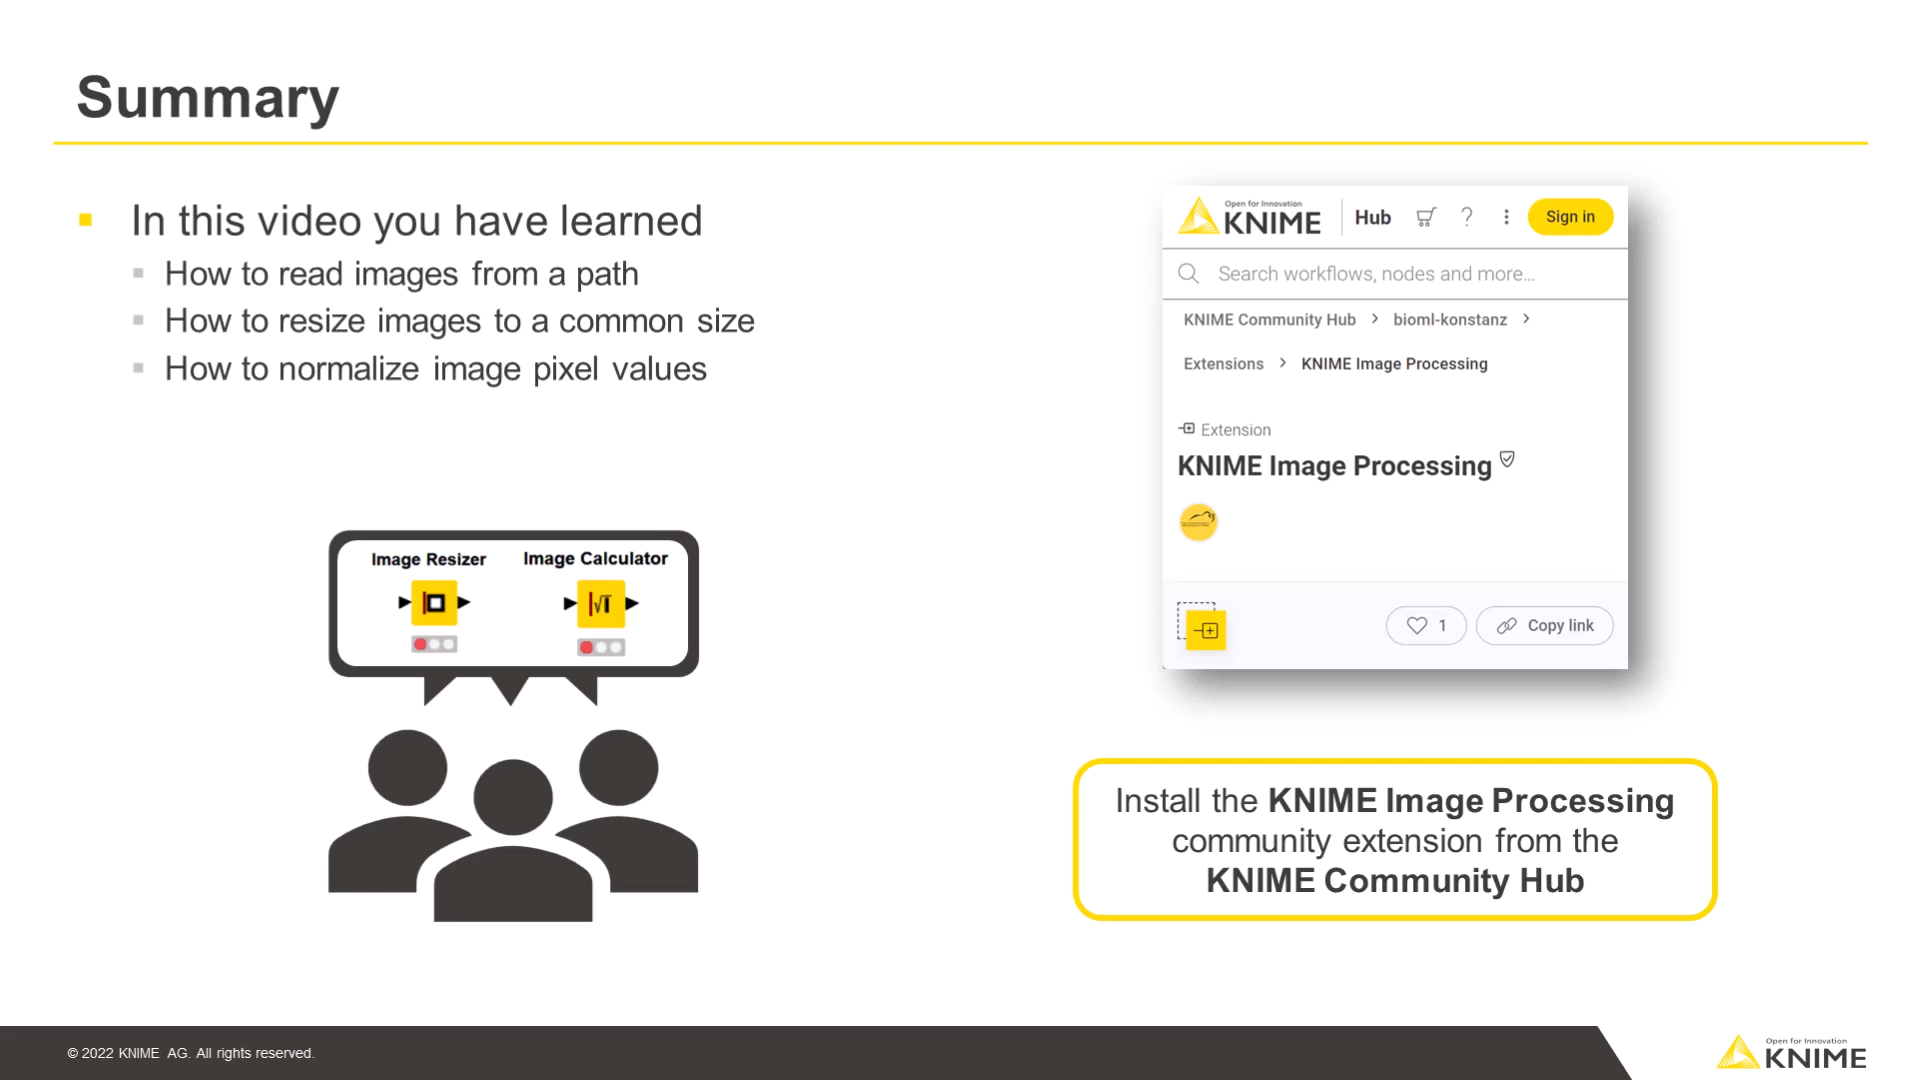 Summary
In this video you have learned
How to read images from a path
How to resize images to a common size
How to normalize image pixel values
Image Resizer
Image Calculator
Open for Innovation
KNIME
Hub
?
Sign in
Search workflows, nodes and more...
KNIME Community Hub > bioml-konstanz >
Extensions > KNIME Image Processing
Extension
KNIME Image Processing
1
Copy link
Install the KNIME Image Processing
community extension from the
KNIME Community Hub
© 2022 KNIME AG. All rights reserved.
Open for Innovation
KNIME